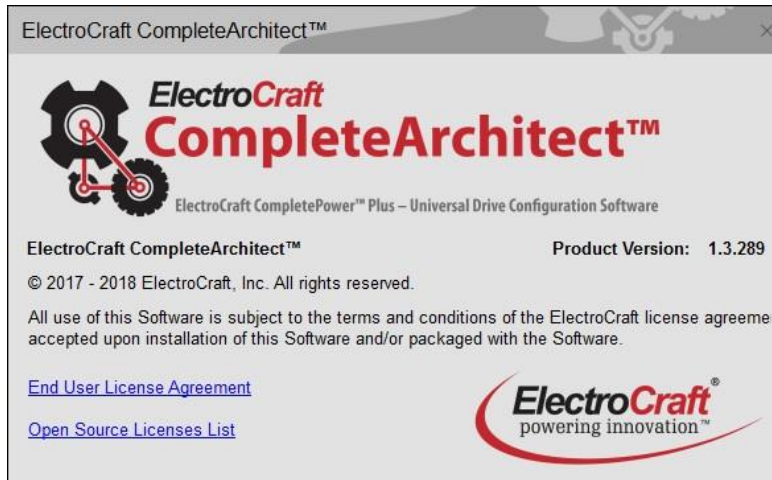 ElectroCraft CompleteArchitect™
ElectroCraft
CompleteArchitect™
ElectroCraft CompletePower™ Plus – Universal Drive Configuration Software
ElectroCraft CompleteArchitect™ Product Version: 1.3.289
© 2017 - 2018 ElectroCraft, Inc. All rights reserved.
All use of this Software is subject to the terms and conditions of the ElectroCraft license agreeme
accepted upon installation of this Software and/or packaged with the Software.
End User License Agreement
Open Source Licenses List
ElectroCraft®
powering innovation™